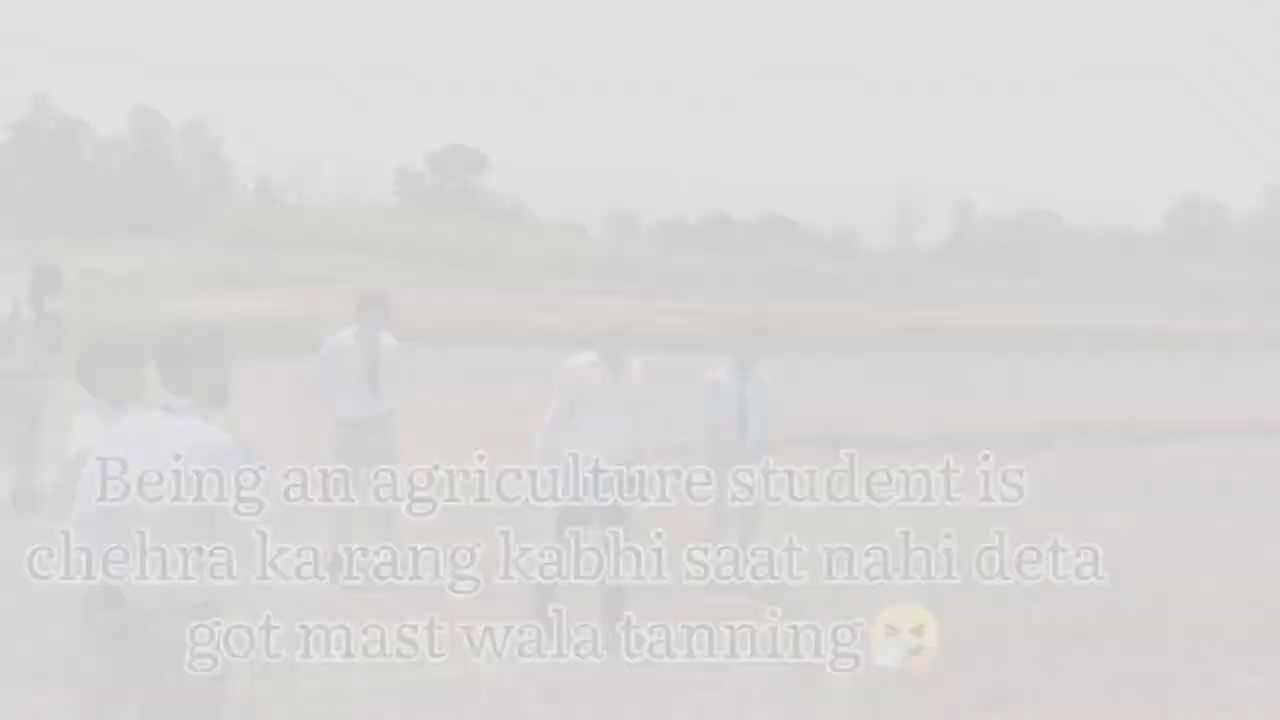 Being an agriculture student is
chehra ka rang kabhi saat nahi deta
got mast wala tanning🤧